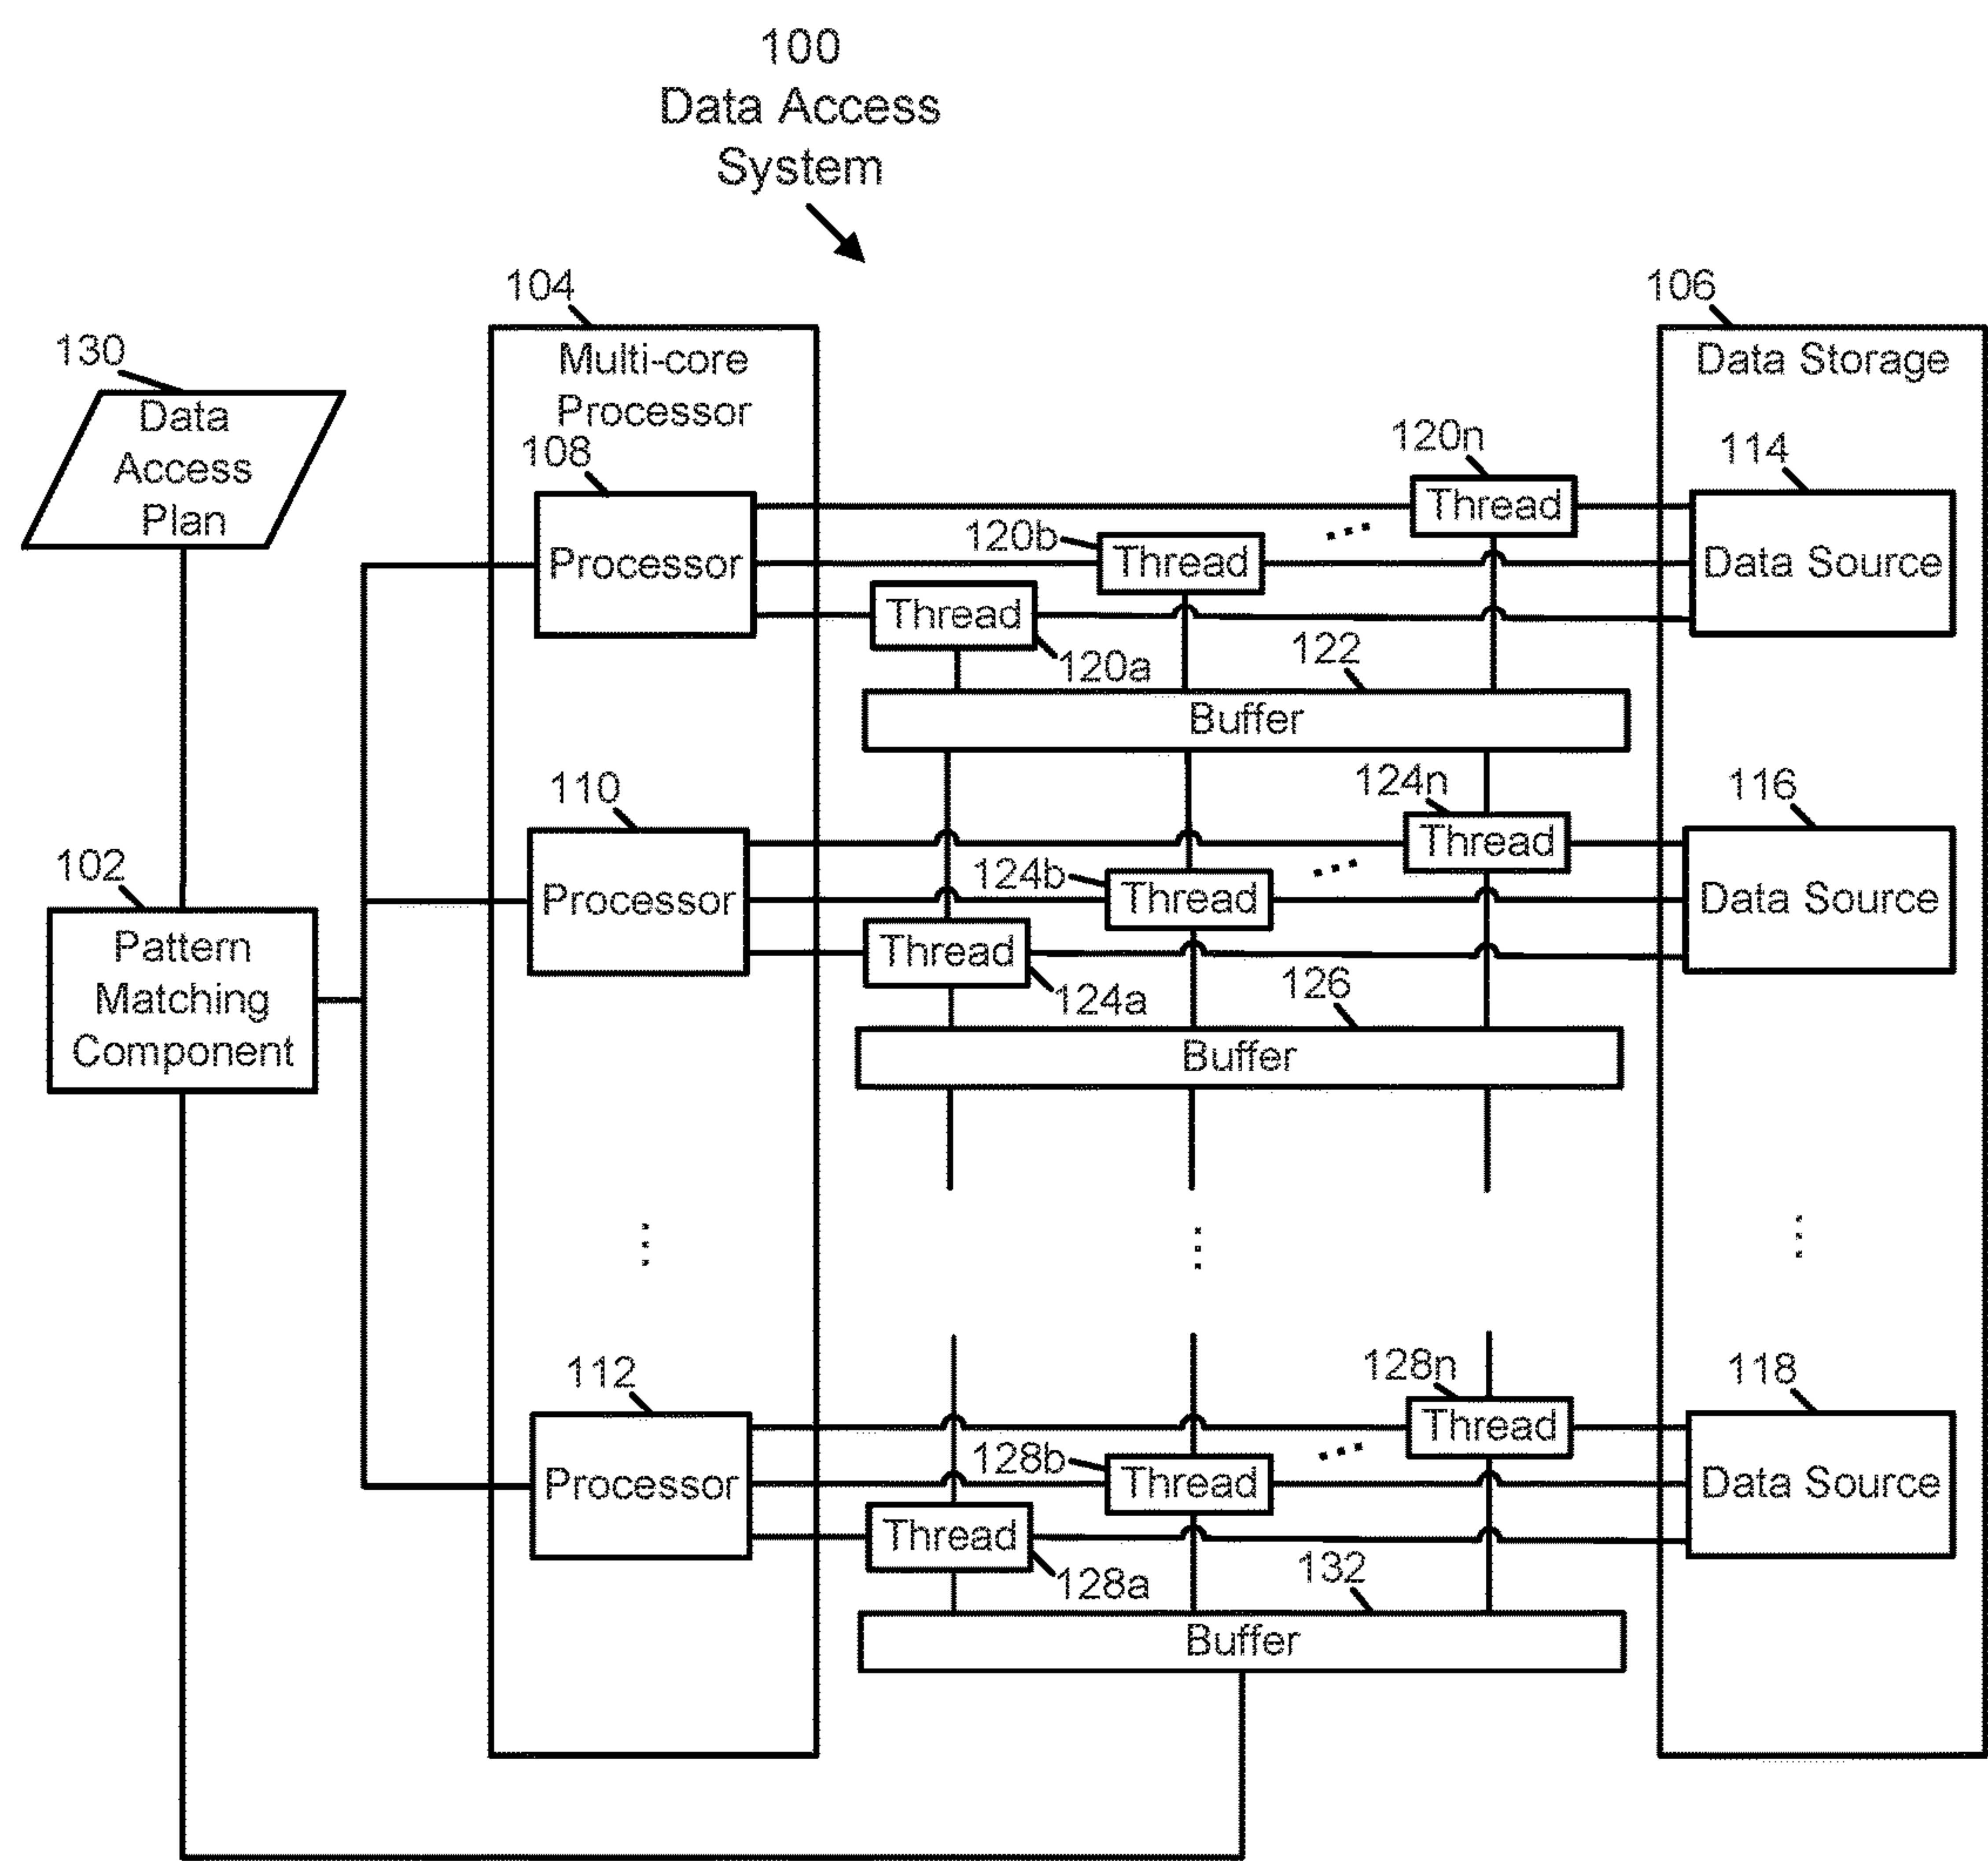 100
Data Access
System
104
106
130
Multi-core
Processor
Data Storage
Data
Access
Plan
108
120n
114
Thread
120b
Processor
Thread
Data Source
Thread
120a
122
Buffer
110
124n
116
Thread
102
124b
Processor
Thread
Data Source
Pattern
Matching
Component
Thread
124a
126
Buffer
112
128n
118
Thread
128b
Processor
Thread
Data Source
Thread
128a
132
Buffer